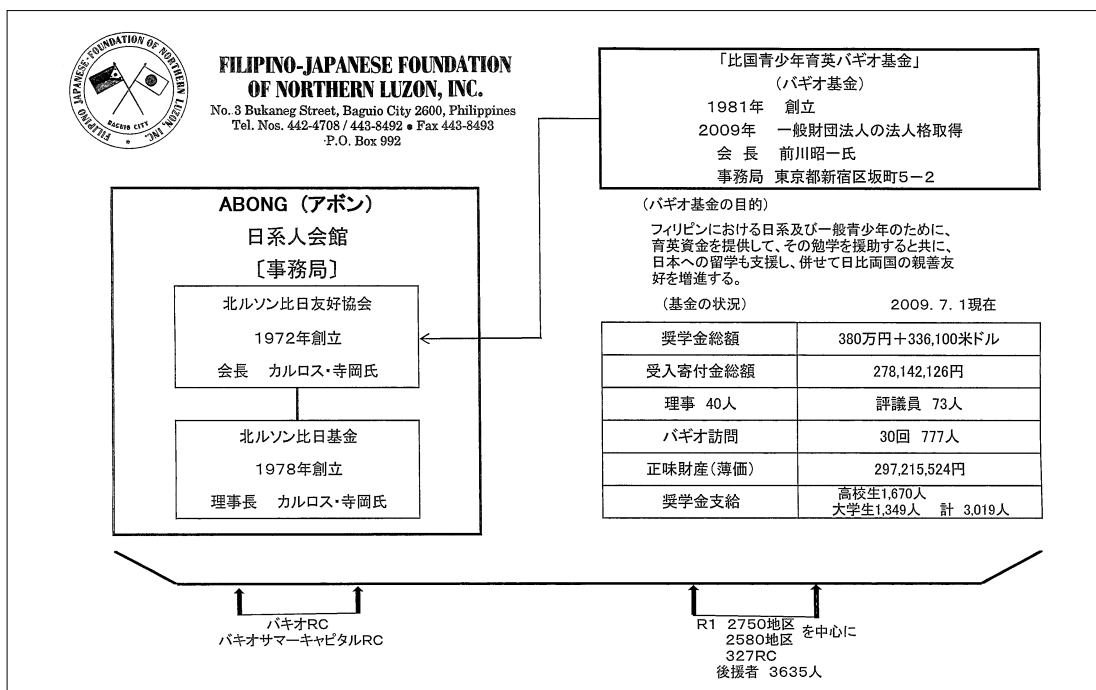 FILIPINO JAPANESE-FOUNDATION OF NORTHERN LUZON, INC.
BAGUIO CITY
FILIPINO-JAPANESE FOUNDATION
OF NORTHERN LUZON, INC.
No..3 Bukaneg Street, Baguio City 2600, Philippines
Tel. Nos. 442-4708 / 443-8492 ● Fax 443-8493
P.O. Box 992
ABONG（アボン）
日系人会館
〔事務局〕
北ルソン比日友好協会
1972年創立
会長　カルロス・寺岡氏
北ルソン比日基金
1978年創立
理事長　カルロス・寺岡氏
「比国青少年育英バギオ基金」
（バギオ基金）
1981年　創立
2009年　一般財団法人の法人格取得
会　長　前川昭一氏
事務局　東京都新宿区坂町5－2
（バギオ基金の目的）
フィリピンにおける日系及び一般青少年のために、
育英資金を提供して、その勉学を援助すると共に、
日本への留学も支援し、併せて日比両国の親善友
好を増進する。
（基金の状況）　2009．7．1現在
奨学金総額　380万円＋336,100米ドル
受入寄付金総額　278,142,126円
理事　40人　評議員　73人
バギオ訪問　30回　777人
正味財産（薄価）　297,215,524円
奨学金支給　高校生1,670人
大学生1,349人　計　3,019人
バキオRC
バキオサマーキャピタルRC
R1　2750地区
2580地区　を中心に
327RC
後援者　3635人